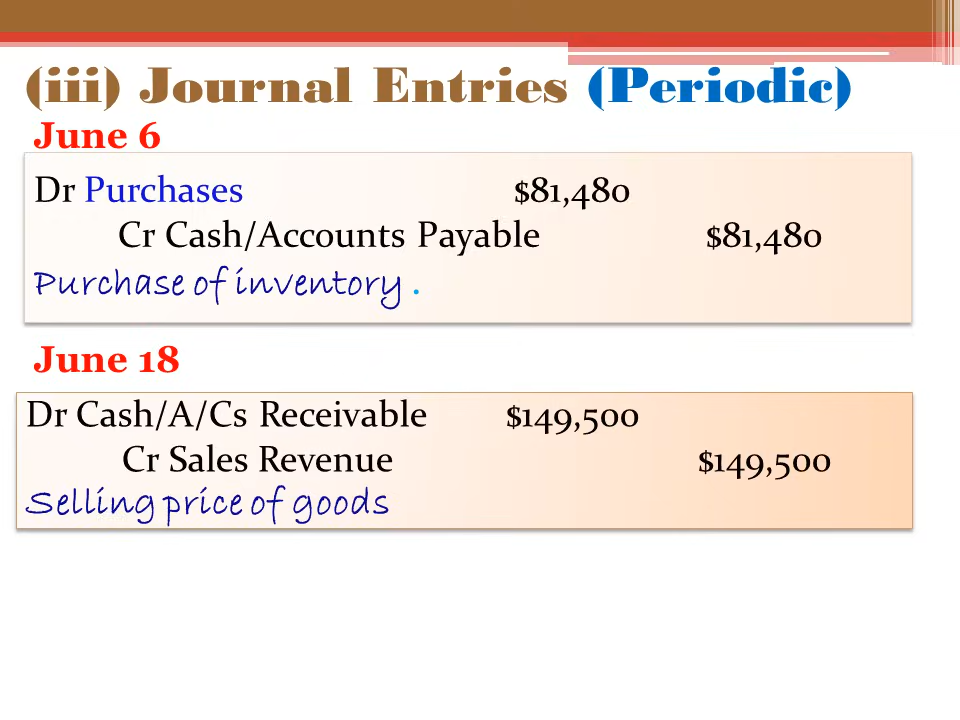 (iii) Journal Entries (Periodic)
June 6
Dr Purchases $81,480
Cr Cash/Accounts Payable $81,480
Purchase of inventory .
June 18
Dr Cash/A/Cs Receivable $149,500
Cr Sales Revenue $149,500
Selling price of goods